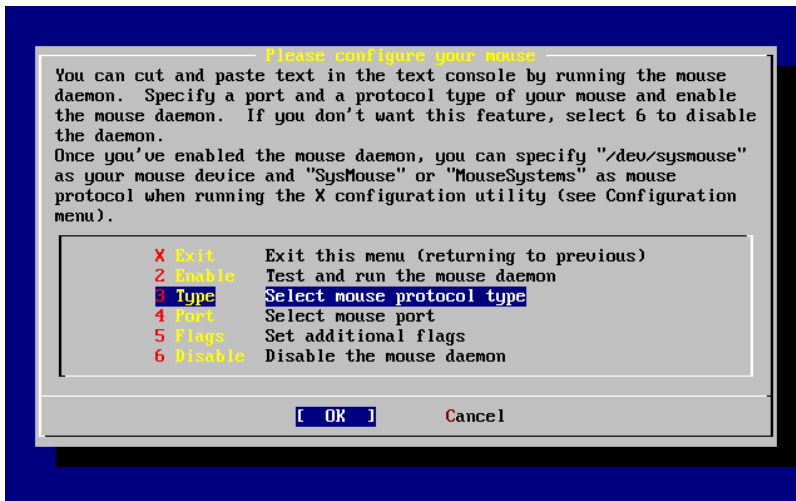 Please configure your mouse
You can cut and paste text in the text console by running the mouse
daemon.  Specify a port and a protocol type of your mouse and enable
the mouse daemon.  If you don't want this feature, select 6 to disable
the daemon.
Once you've enabled the mouse daemon, you can specify "/dev/sysmouse"
as your mouse device and "SysMouse" or "MouseSystems" as mouse
protocol when running the X configuration utility (see Configuration
menu).
X Exit Exit this menu (returning to previous)
2 Enable Test and run the mouse daemon
3 Type Select mouse protocol type
4 Port Select mouse port
5 Flags Set additional flags
6 Disable Disable the mouse daemon
[ OK ] Cancel